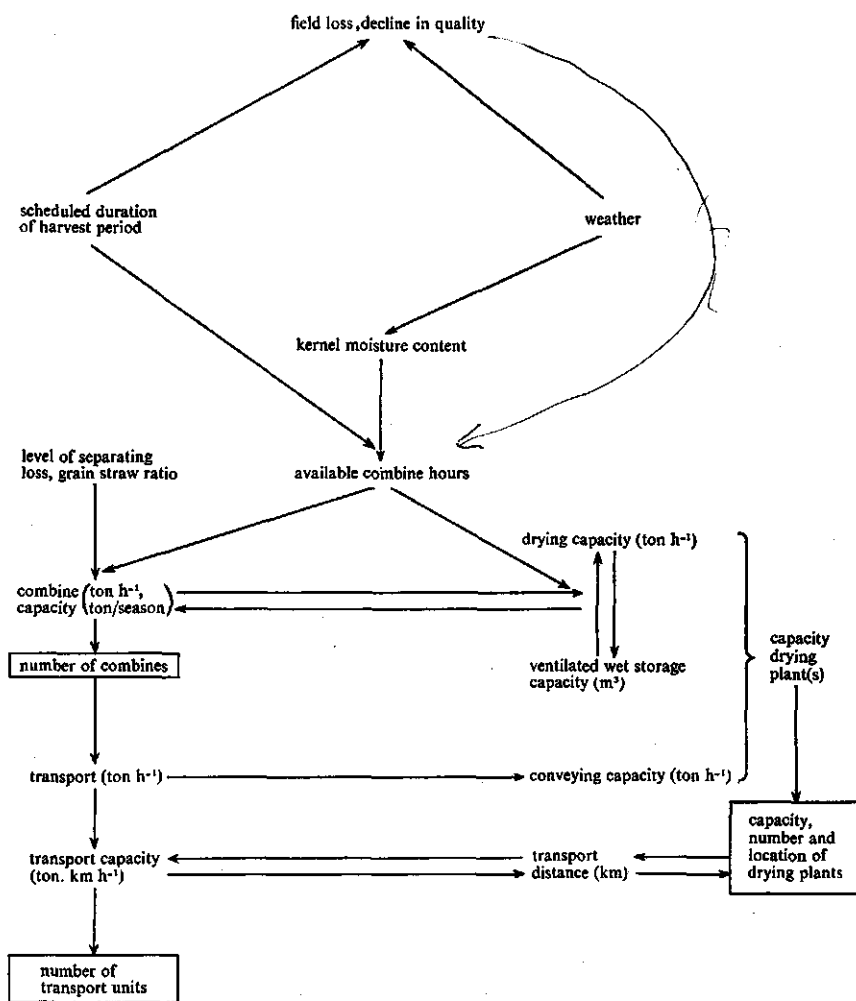 field loss, decline in quality
scheduled duration
of harvest period
weather
kernel moisture content
level of separating
loss, grain straw ratio
available combine hours
drying capacity (ton h⁻¹)
combine (ton h⁻¹,
capacity (ton/season)
number of combines
ventilated wet storage
capacity (m³)
capacity
drying
plant(s)
transport (ton h⁻¹)
conveying capacity (ton h⁻¹)
capacity,
number and
location of
drying plants
transport capacity
(ton. km h⁻¹)
transport
distance (km)
number of
transport units